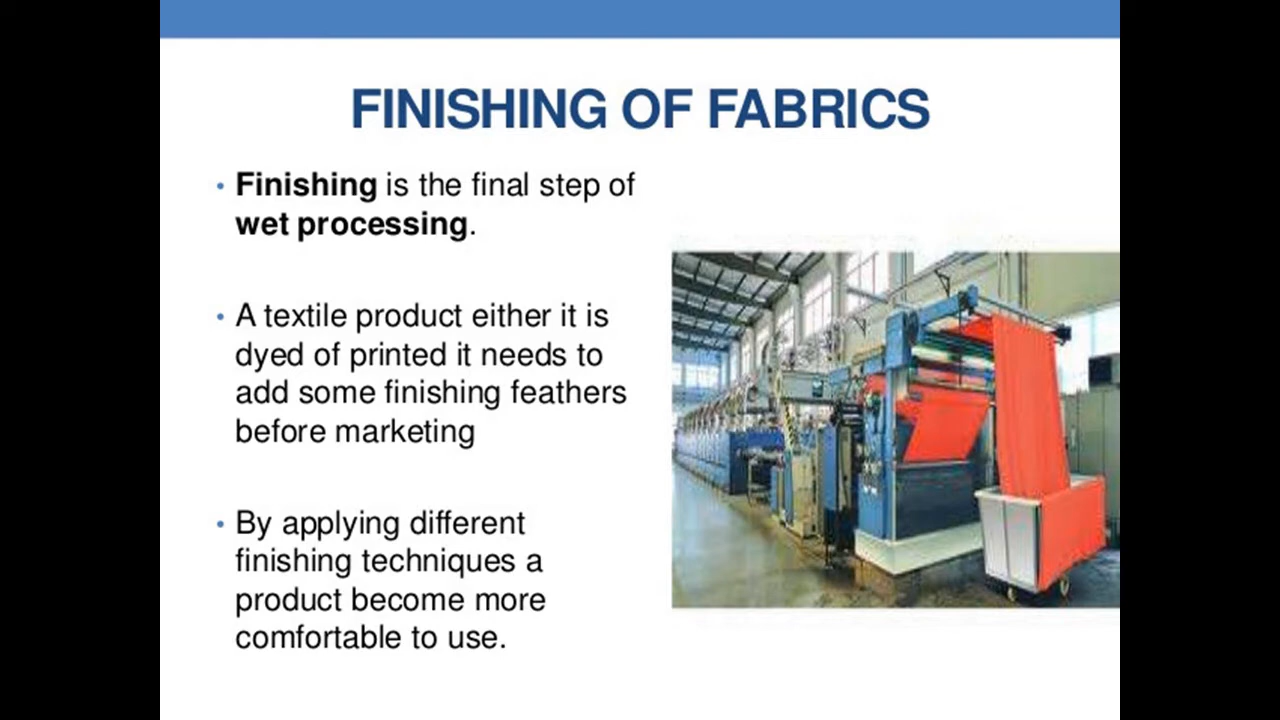 FINISHING OF FABRICS
• Finishing is the final step of
wet processing.
• A textile product either it is
dyed of printed it needs to
add some finishing feathers
before marketing
• By applying different
finishing techniques a
product become more
comfortable to use.